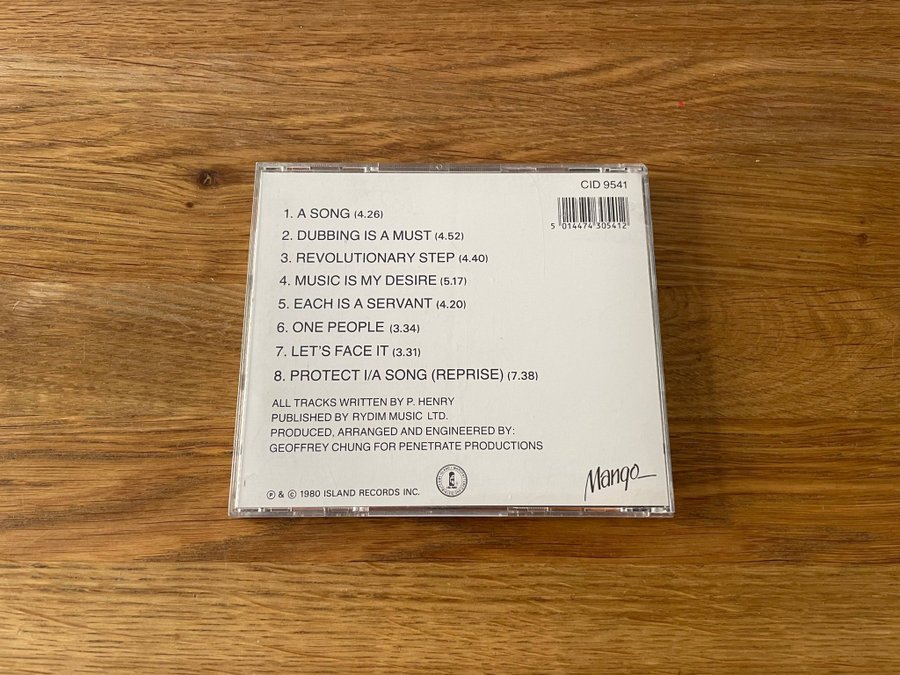 CID 9541
5 014474 305412
1. A SONG (4.26)
2. DUBBING IS A MUST (4.52)
3. REVOLUTIONARY STEP (4.40)
4. MUSIC IS MY DESIRE (5.17)
5. EACH IS A SERVANT (4.20)
6. ONE PEOPLE (3.34)
7. LET'S FACE IT (3.31)
8. PROTECT I/A SONG (REPRISE) (7.38)
ALL TRACKS WRITTEN BY P. HENRY
PUBLISHED BY RYDIM MUSIC LTD.
PRODUCED, ARRANGED AND ENGINEERED BY:
GEOFFREY CHUNG FOR PENETRATE PRODUCTIONS
℗ & © 1980 ISLAND RECORDS INC.
Mango